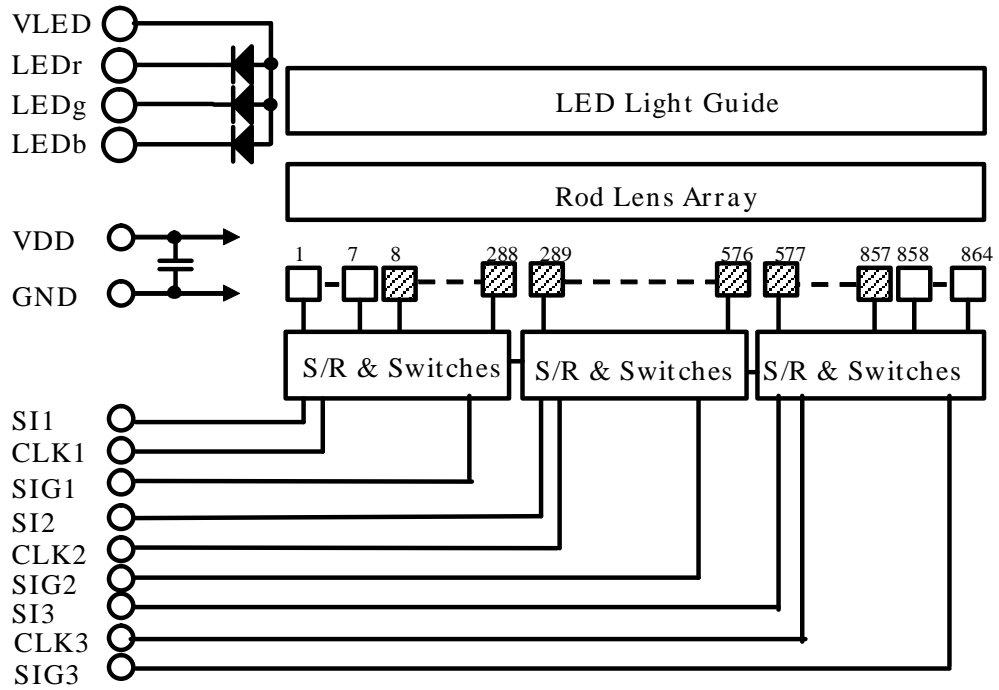 VLED
LEDr
LEDg
LEDb
LED Light Guide
Rod Lens Array
VDD
GND
1 7 8 288 289 576 577 857 858 864
S/R & Switches S/R & Switches S/R & Switches
SI1
CLK1
SIG1
SI2
CLK2
SIG2
SI3
CLK3
SIG3